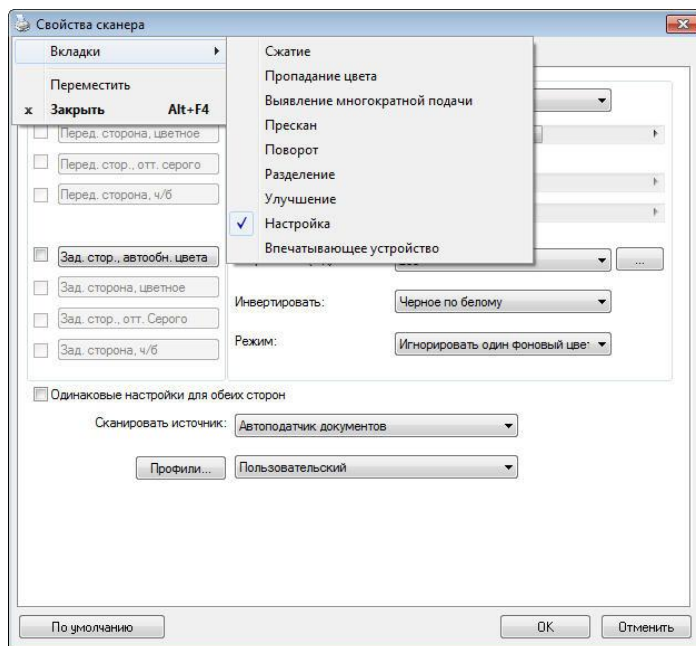 Свойства сканера
Вкладки
Переместить
x Закрыть Alt+F4
Сжатие
Пропадание цвета
Выявление многократной подачи
Прескан
Поворот
Разделение
Улучшение
Настройка
Впечатывающее устройство
Перед. сторона, цветное
Перед. стор., отт. серого
Перед. сторона, ч/б
Зад. стор., автообн. цвета
...
Зад. сторона, цветное
Зад. стор., отт. Серого
Зад. сторона, ч/б
Инвертировать: Черное по белому
Режим: Игнорировать один фоновый цвет
Одинаковые настройки для обеих сторон
Сканировать источник: Автоподатчик документов
Профили... Пользовательский
По умолчанию OK Отменить